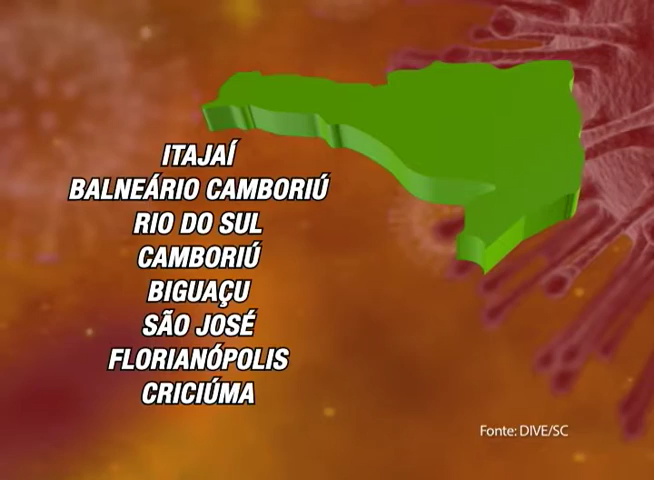 ITAJAÍ
BALNEÁRIO CAMBORIÚ
RIO DO SUL
CAMBORIÚ
BIGUAÇU
SÃO JOSÉ
FLORIANÓPOLIS
CRICIÚMA
Fonte: DIVE/SC